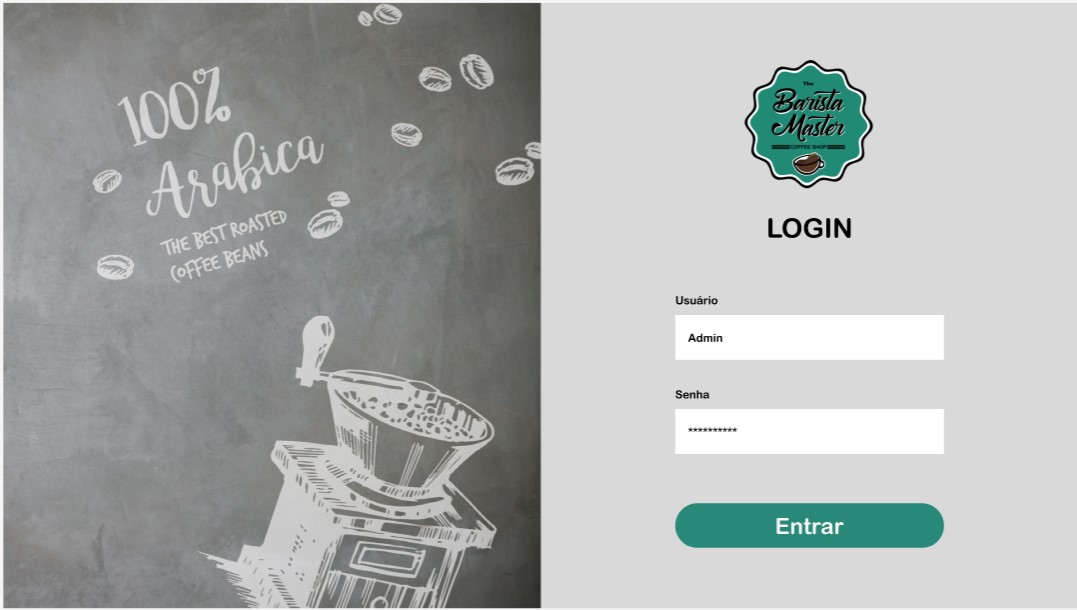 100%
Arabica
THE BEST ROASTED
COFFEE BEANS
The
Barista
Master
COFFEE SHOP
LOGIN
Usuário
Admin
Senha
**********
Entrar